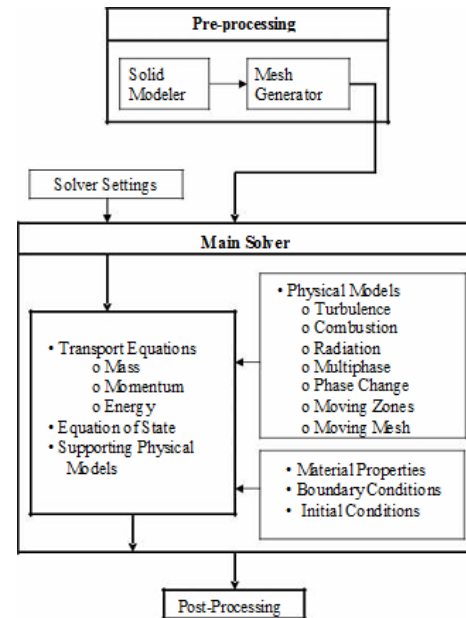 Pre-processing
Solid
Modeler
Mesh
Generator
Solver Settings
Main Solver
• Transport Equations
o Mass
o Momentum
o Energy
• Equation of State
• Supporting Physical
Models
• Physical Models
o Turbulence
o Combustion
o Radiation
o Multiphase
o Phase Change
o Moving Zones
o Moving Mesh
• Material Properties
• Boundary Conditions
• Initial Conditions
Post-Processing